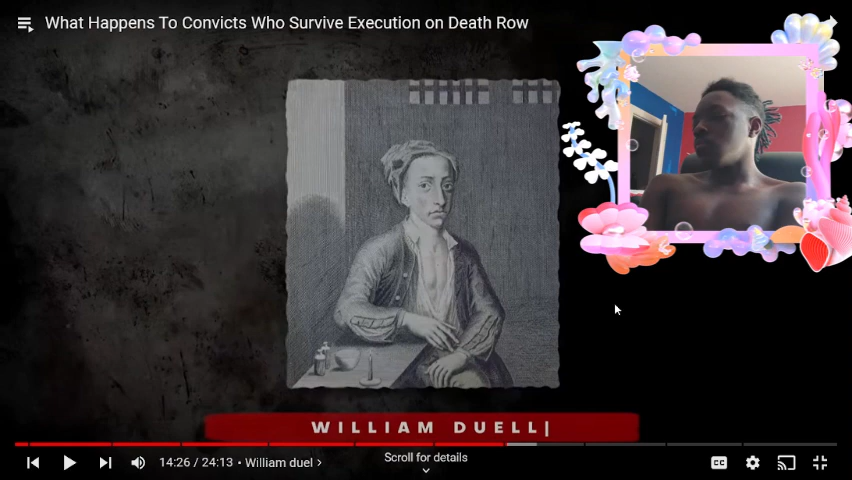 What Happens To Convicts Who Survive Execution on Death Row
WILLIAM DUELL|
14:26 / 24:13 • William duel ›
Scroll for details
CC